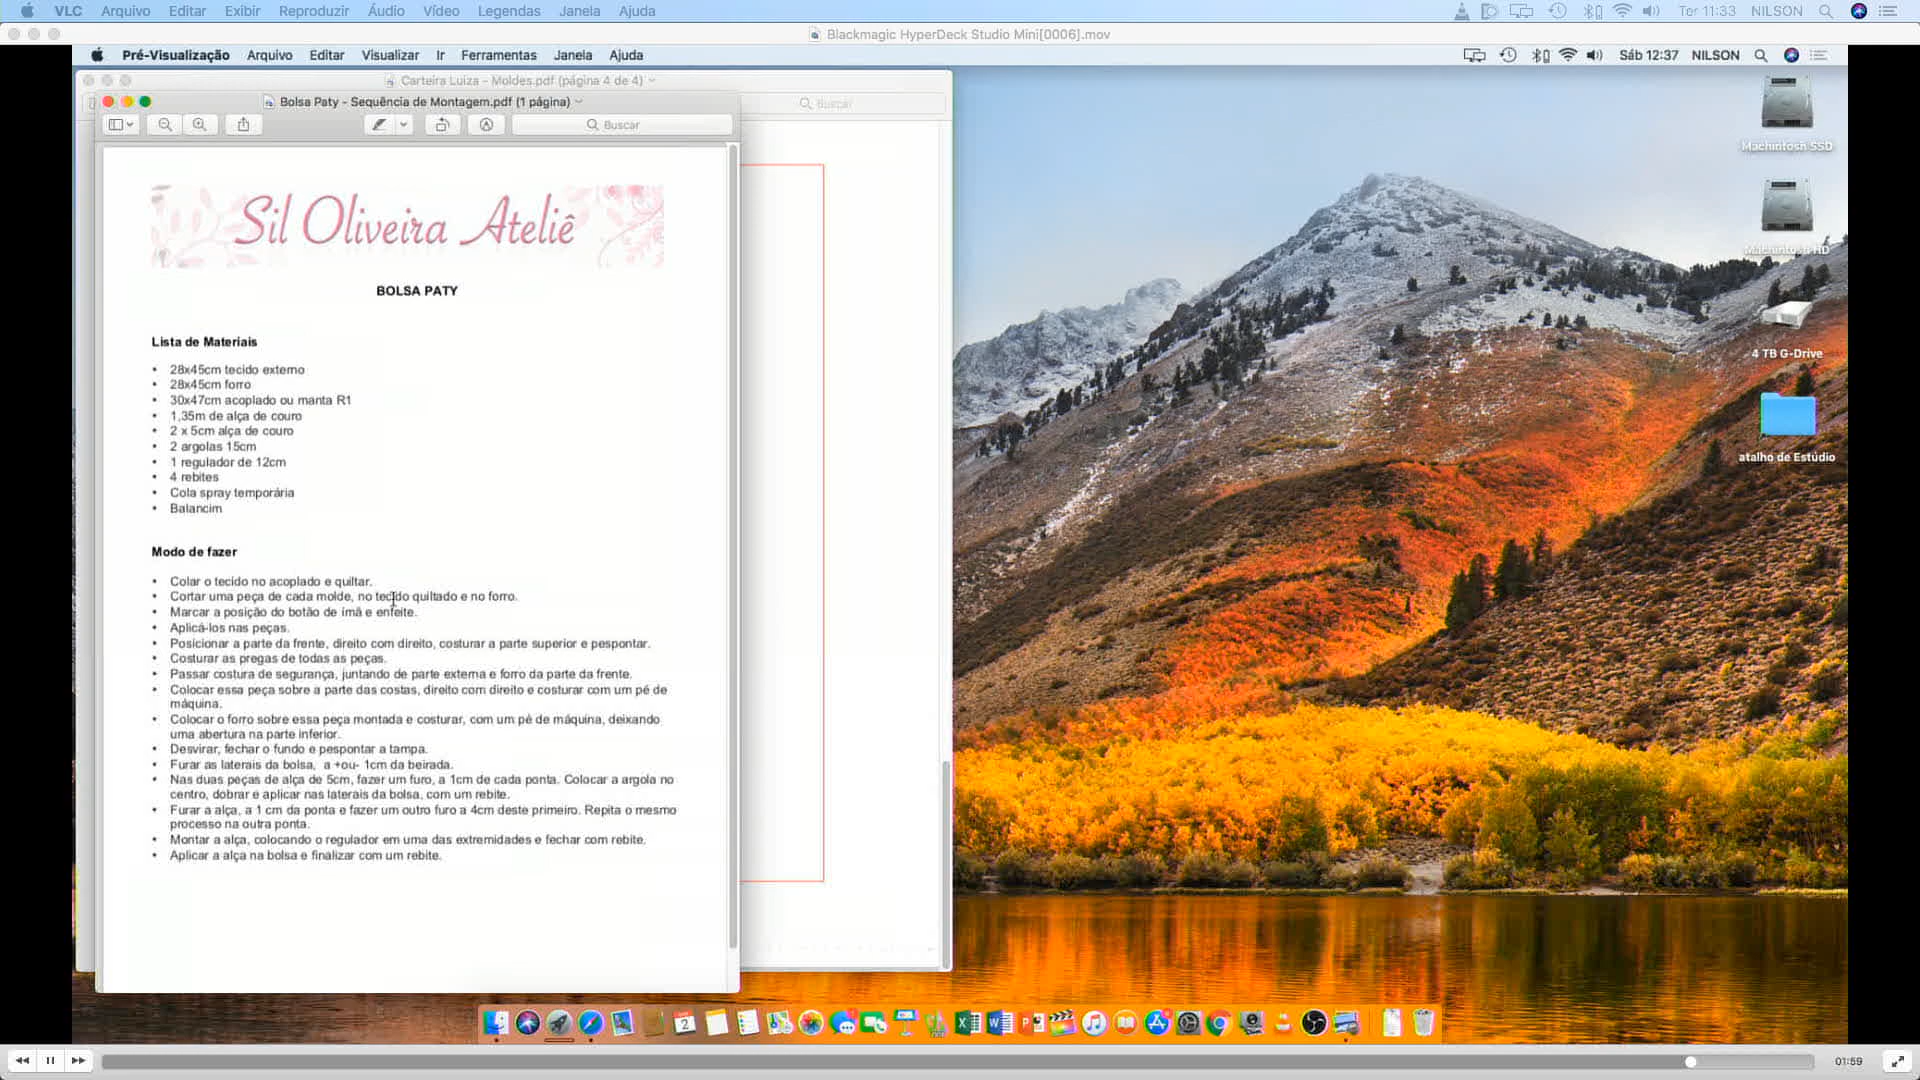 VLC Arquivo Editar Exibir Reproduzir Áudio Vídeo Legendas Janela Ajuda Ter 11:33 NILSON
Blackmagic HyperDeck Studio Mini[0006].mov
Pré-Visualização Arquivo Editar Visualizar Ir Ferramentas Janela Ajuda Sáb 12:37 NILSON
Carteira Luiza - Moldes.pdf (página 4 de 4)
Buscar
Bolsa Paty - Sequência de Montagem.pdf (1 página)
Buscar
Sil Oliveira Ateliê
BOLSA PATY
Lista de Materiais
• 28x45cm tecido externo
• 28x45cm forro
• 30x47cm acoplado ou manta R1
• 1,35m de alça de couro
• 2 x 5cm alça de couro
• 2 argolas 15cm
• 1 regulador de 12cm
• 4 rebites
• Cola spray temporária
• Balancim
Modo de fazer
• Colar o tecido no acoplado e quiltar.
• Cortar uma peça de cada molde, no tecido quiltado e no forro.
• Marcar a posição do botão de ímã e enfeite.
• Aplicá-los nas peças.
• Posicionar a parte da frente, direito com direito, costurar a parte superior e pespontar.
• Costurar as pregas de todas as peças.
• Passar costura de segurança, juntando de parte externa e forro da parte da frente.
• Colocar essa peça sobre a parte das costas, direito com direito e costurar com um pé de
máquina.
• Colocar o forro sobre essa peça montada e costurar, com um pé de máquina, deixando
uma abertura na parte inferior.
• Desvirar, fechar o fundo e pespontar a tampa.
• Furar as laterais da bolsa, a +ou- 1cm da beirada.
• Nas duas peças de alça de 5cm, fazer um furo, a 1cm de cada ponta. Colocar a argola no
centro, dobrar e aplicar nas laterais da bolsa, com um rebite.
• Furar a alça, a 1 cm da ponta e fazer um outro furo a 4cm deste primeiro. Repita o mesmo
processo na outra ponta.
• Montar a alça, colocando o regulador em uma das extremidades e fechar com rebite.
• Aplicar a alça na bolsa e finalizar com um rebite.
Machintosh SSD
Machintosh HD
4 TB G-Drive
atalho de Estúdio
2
01:59